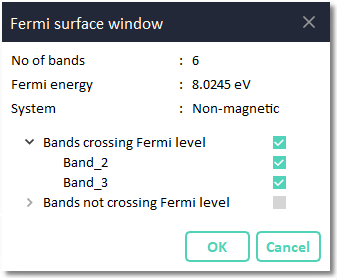 Fermi surface window
No of bands : 6
Fermi energy : 8.0245 eV
System : Non-magnetic
Bands crossing Fermi level
Band_2
Band_3
Bands not crossing Fermi level
OK Cancel